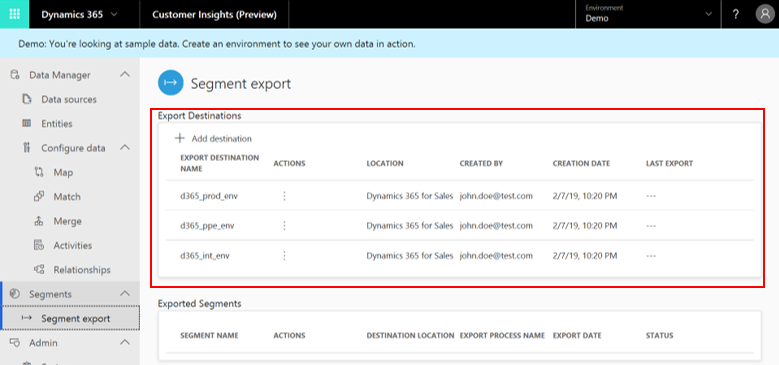 Dynamics 365
Customer Insights (Preview)
Environment
Demo
?
Demo: You're looking at sample data. Create an environment to see your own data in action.
Data Manager
Data sources
Entities
Configure data
Map
Match
Merge
Activities
Relationships
Segments
Segment export
Admin
Segment export
Export Destinations
+ Add destination
EXPORT DESTINATION NAME ACTIONS LOCATION CREATED BY CREATION DATE LAST EXPORT
d365_prod_env Dynamics 365 for Sales john.doe@test.com 2/7/19, 10:20 PM ---
d365_ppe_env Dynamics 365 for Sales john.doe@test.com 2/7/19, 10:20 PM ---
d365_int_env Dynamics 365 for Sales john.doe@test.com 2/7/19, 10:20 PM ---
Exported Segments
SEGMENT NAME ACTIONS DESTINATION LOCATION EXPORT PROCESS NAME EXPORT DATE STATUS